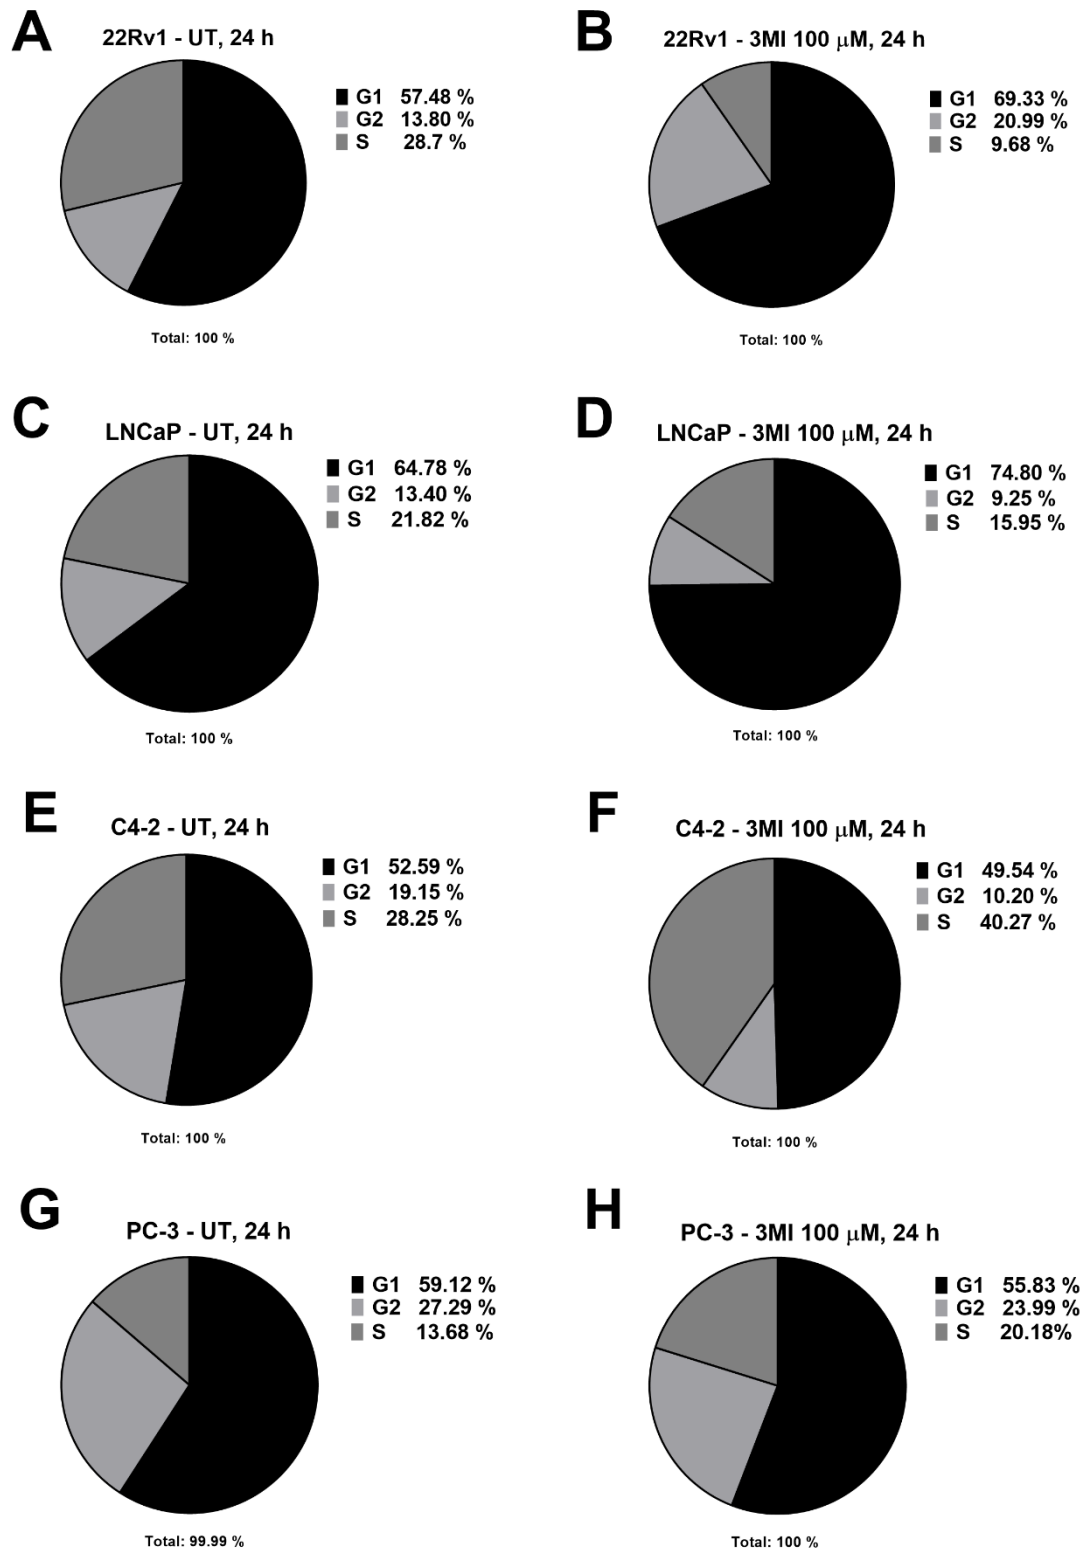 A
22Rv1 - UT, 24 h
G1 57.48 %
G2 13.80 %
S 28.7 %
Total: 100 %
B
22Rv1 - 3MI 100 μM, 24 h
G1 69.33 %
G2 20.99 %
S 9.68 %
Total: 100 %
C
LNCaP - UT, 24 h
G1 64.78 %
G2 13.40 %
S 21.82 %
Total: 100 %
D
LNCaP - 3MI 100 μM, 24 h
G1 74.80 %
G2 9.25 %
S 15.95 %
Total: 100 %
E
C4-2 - UT, 24 h
G1 52.59 %
G2 19.15 %
S 28.25 %
Total: 100 %
F
C4-2 - 3MI 100 μM, 24 h
G1 49.54 %
G2 10.20 %
S 40.27 %
Total: 100 %
G
PC-3 - UT, 24 h
G1 59.12 %
G2 27.29 %
S 13.68 %
Total: 99.99 %
H
PC-3 - 3MI 100 μM, 24 h
G1 55.83 %
G2 23.99 %
S 20.18%
Total: 100 %